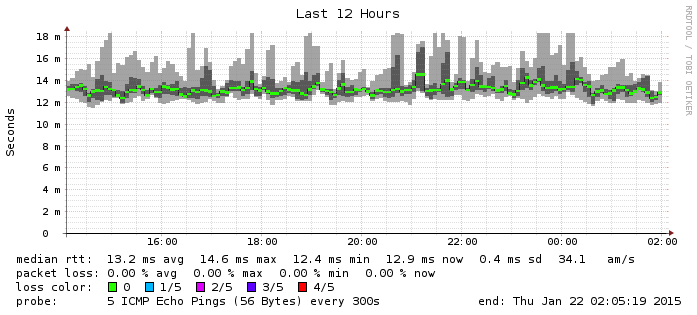 Last 12 Hours
RRDTOOL / TOBI OETIKER
Seconds
18 m
16 m
14 m
12 m
10 m
8 m
6 m
4 m
2 m
0
16:00 18:00 20:00 22:00 00:00 02:00
median rtt: 13.2 ms avg 14.6 ms max 12.4 ms min 12.9 ms now 0.4 ms sd 34.1 am/s
packet loss: 0.00 % avg 0.00 % max 0.00 % min 0.00 % now
loss color: 0 1/5 2/5 3/5 4/5
probe: 5 ICMP Echo Pings (56 Bytes) every 300s end: Thu Jan 22 02:05:19 2015